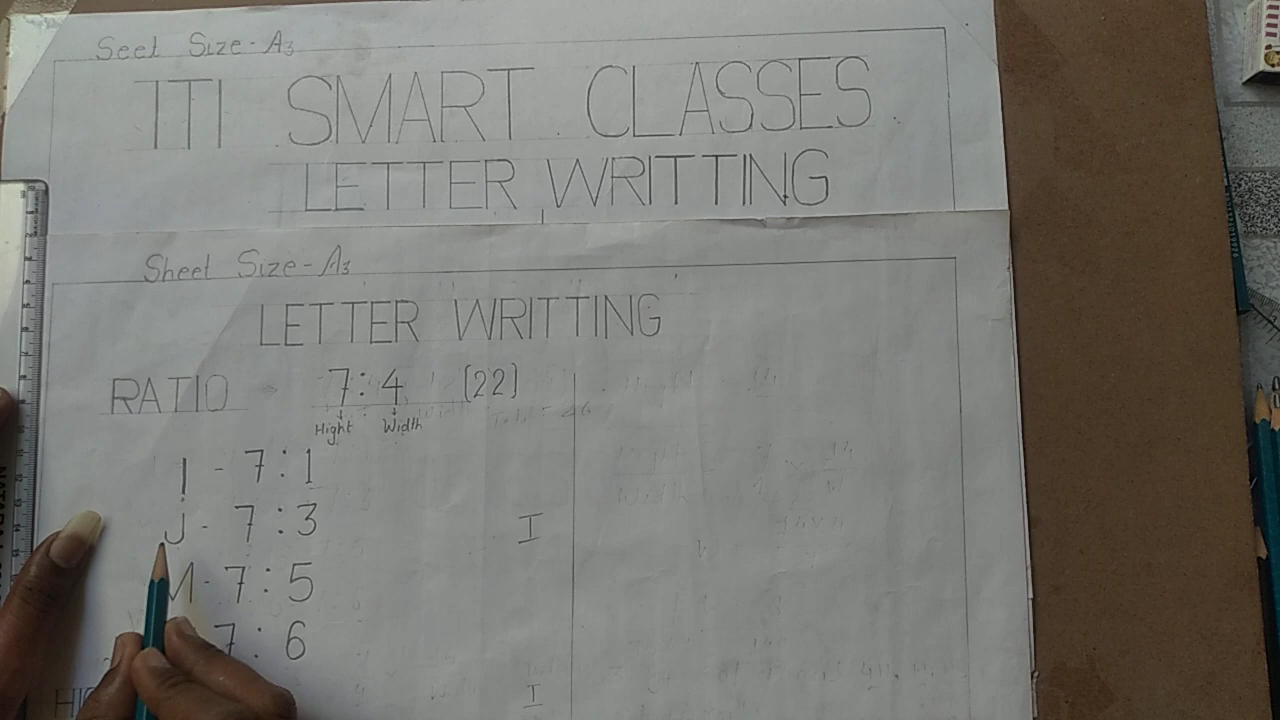 Seet Size-A3
ITI SMART CLASSES
LETTER WRITTING
Sheet Size-A3
LETTER WRITTING
RATIO - 7:4 [22]
Hight Width
I - 7:1
J - 7:3
M - 7:5
7:6
I
I